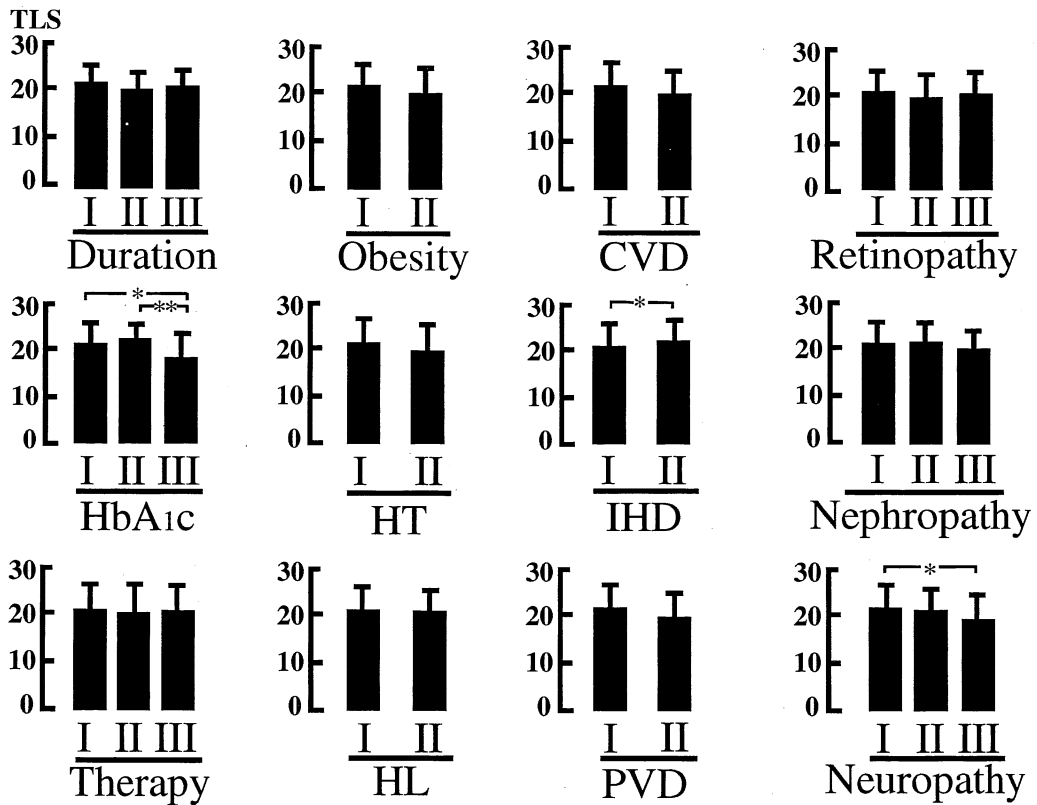 TLS
30
20
10
0
I II III
Duration
30
20
10
0
I II
Obesity
30
20
10
0
I II
CVD
30
20
10
0
I II III
Retinopathy
30
20
10
0
* **
I II III
HbA1c
30
20
10
0
I II
HT
30
20
10
0
*
I II
IHD
30
20
10
0
I II III
Nephropathy
30
20
10
0
I II III
Therapy
30
20
10
0
I II
HL
30
20
10
0
I II
PVD
30
20
10
0
*
I II III
Neuropathy